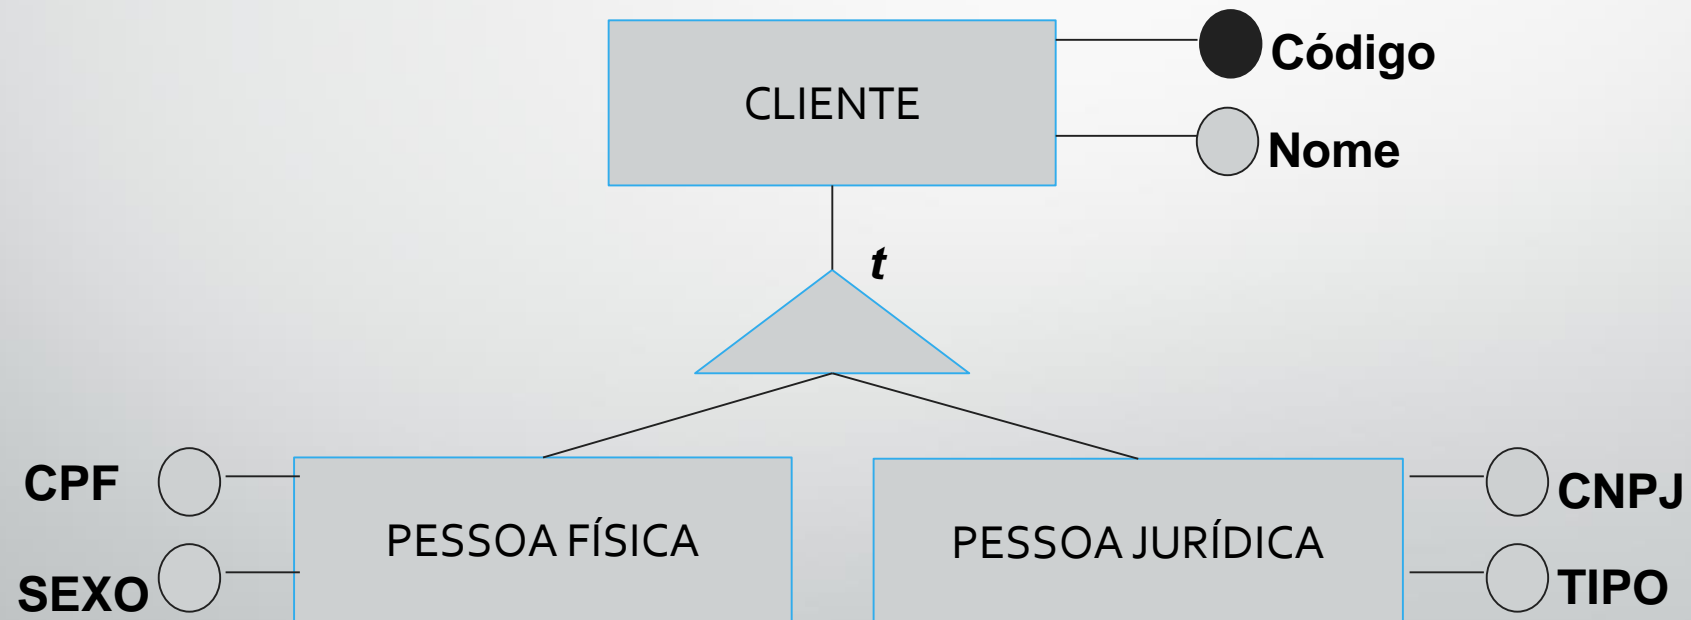 Código
CLIENTE
Nome
t
CPF
CNPJ
PESSOA FÍSICA
PESSOA JURÍDICA
SEXO
TIPO